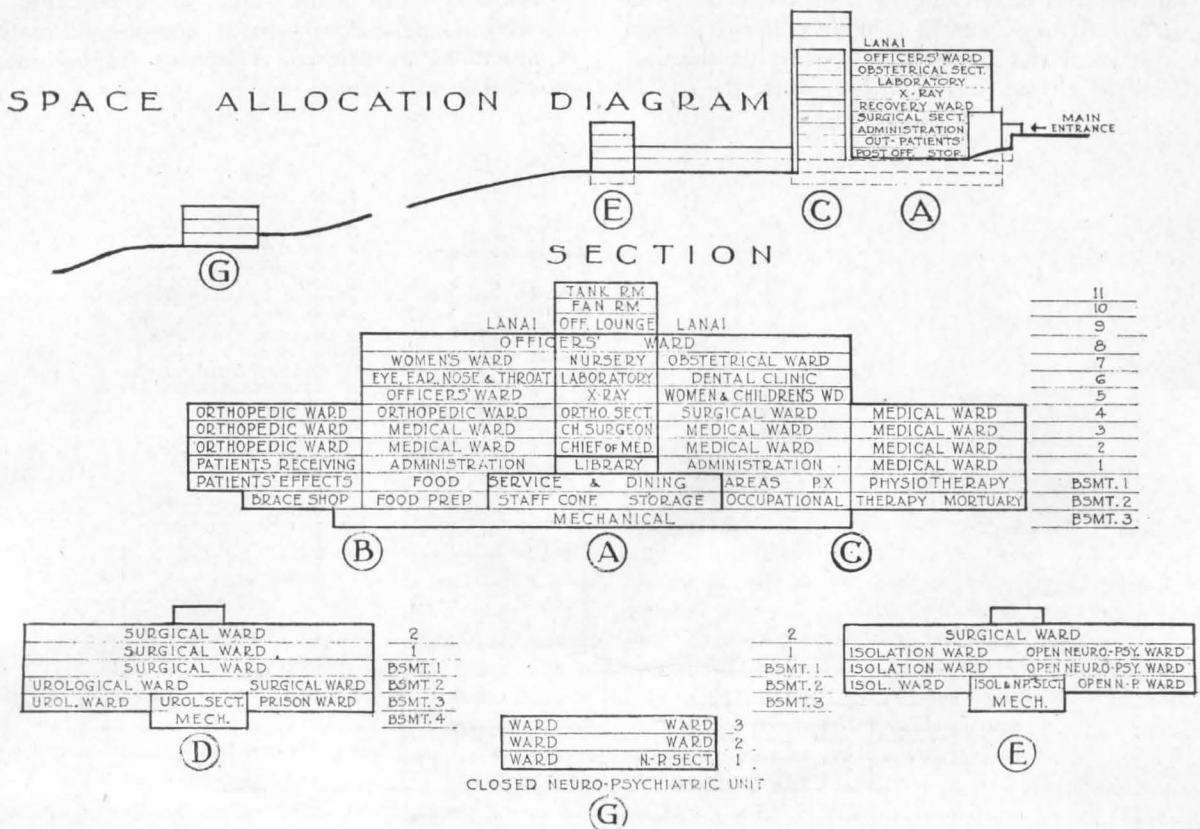 LANAI
OFFICERS' WARD
OBSTETRICAL SECT.
LABORATORY
X-RAY
RECOVERY WARD
SURGICAL SECT.
ADMINISTRATION
OUT-PATIENTS'
POST OFF. STOR.
MAIN
ENTRANCE
SPACE ALLOCATION DIAGRAM
E C A
G
SECTION
TANK RM 11
FAN RM 10
LANAI OFF. LOUNGE LANAI 9
OFFICERS' WARD 8
WOMEN'S WARD NURSERY OBSTETRICAL WARD 7
EYE, EAR, NOSE & THROAT LABORATORY DENTAL CLINIC 6
OFFICERS' WARD X-RAY WOMEN & CHILDREN'S WD. 5
ORTHOPEDIC WARD ORTHOPEDIC WARD ORTHO. SECT. SURGICAL WARD MEDICAL WARD 4
ORTHOPEDIC WARD MEDICAL WARD CH. SURGEON MEDICAL WARD MEDICAL WARD 3
ORTHOPEDIC WARD MEDICAL WARD CHIEF OF MED. MEDICAL WARD MEDICAL WARD 2
PATIENTS RECEIVING ADMINISTRATION LIBRARY ADMINISTRATION MEDICAL WARD 1
PATIENTS' EFFECTS FOOD SERVICE & DINING AREAS P.X PHYSIOTHERAPY BSMT. 1
BRACE SHOP FOOD PREP STAFF CONF. STORAGE OCCUPATIONAL THERAPY MORTUARY BSMT. 2
MECHANICAL BSMT. 3
B A C
SURGICAL WARD 2
SURGICAL WARD 1
SURGICAL WARD BSMT. 1
UROLOGICAL WARD SURGICAL WARD BSMT 2
UROL. WARD UROL. SECT. PRISON WARD BSMT. 3
MECH. BSMT. 4
D
2 SURGICAL WARD
1 ISOLATION WARD OPEN NEURO-PSY. WARD
BSMT. 1 ISOLATION WARD OPEN NEURO-PSY. WARD
BSMT. 2 ISOL. WARD ISOL & N.P. SECT. OPEN N-P. WARD
BSMT. 3 MECH.
E
WARD WARD 3
WARD WARD 2
WARD N-P. SECT. 1
CLOSED NEURO-PSYCHIATRIC UNIT
G